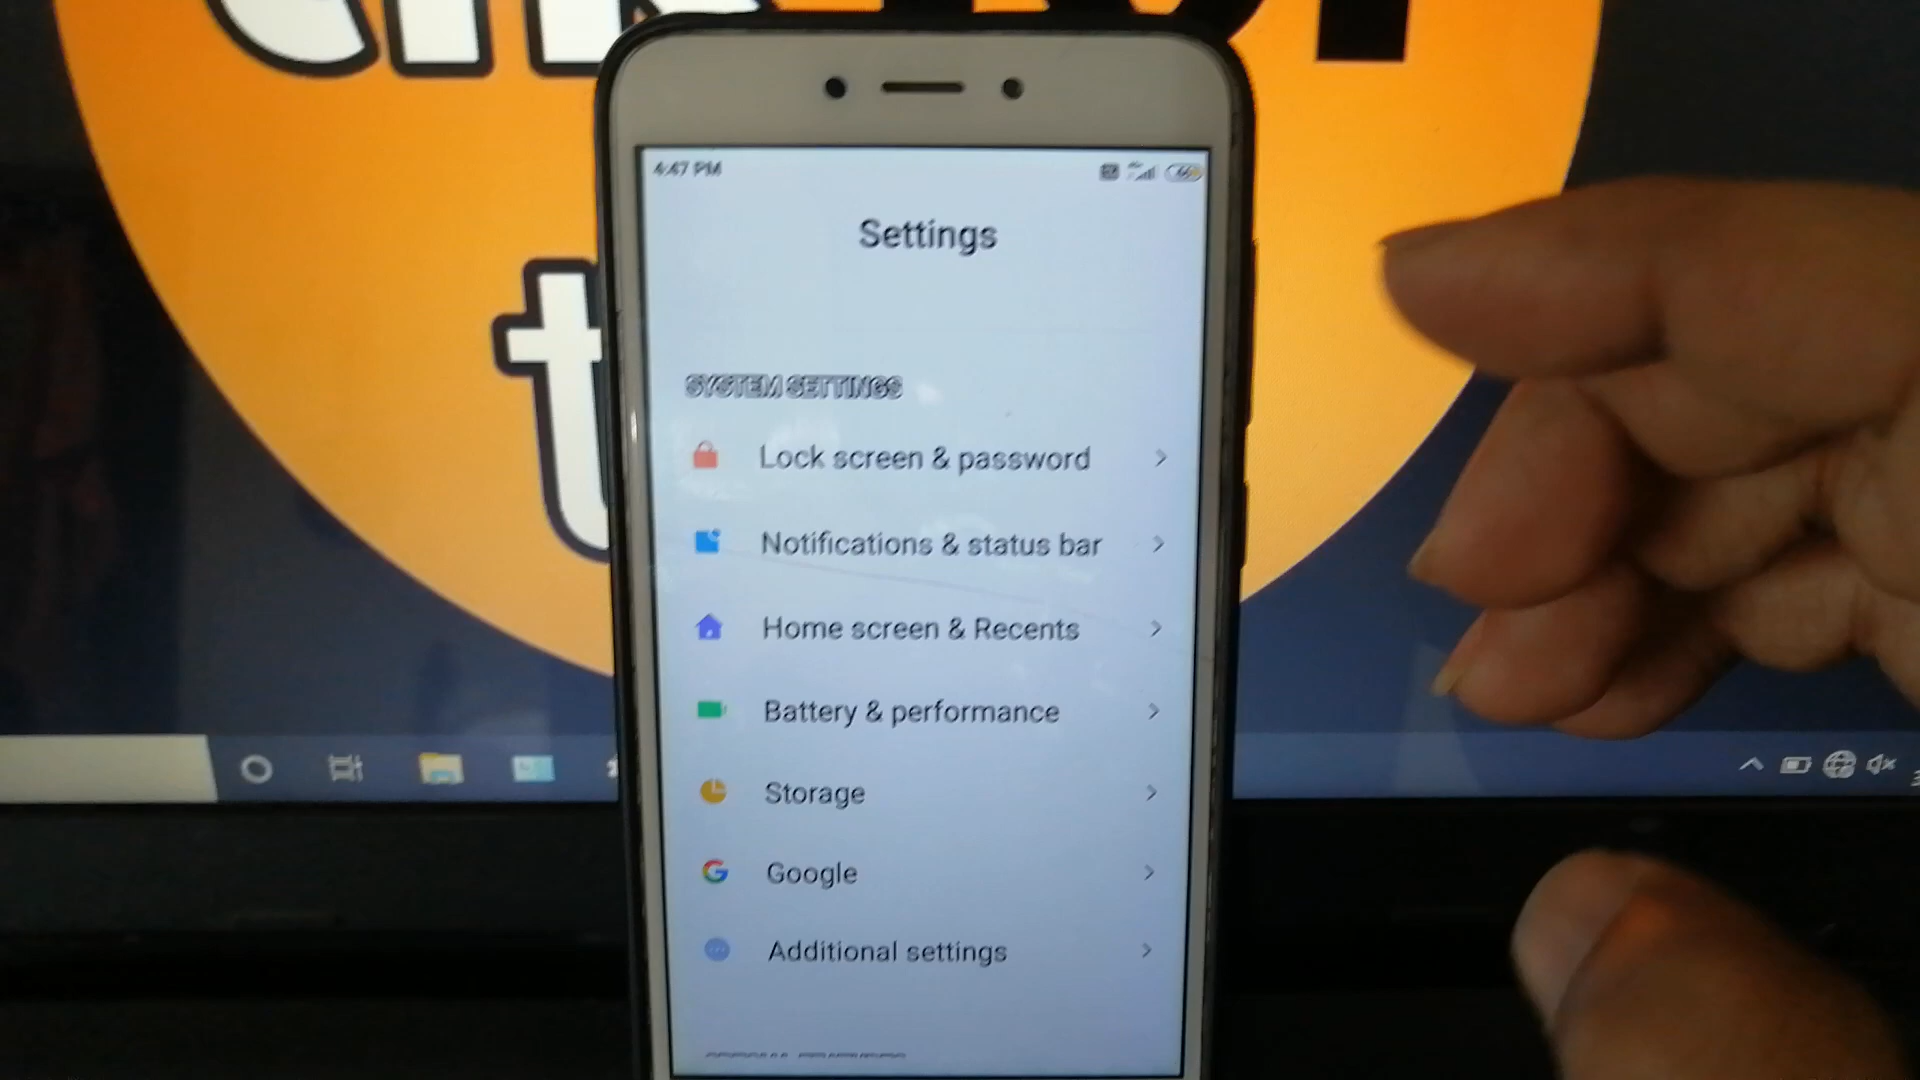 4:47 PM
Settings
SYSTEM SETTINGS
Lock screen & password
Notifications & status bar
Home screen & Recents
Battery & performance
Storage
Google
Additional settings